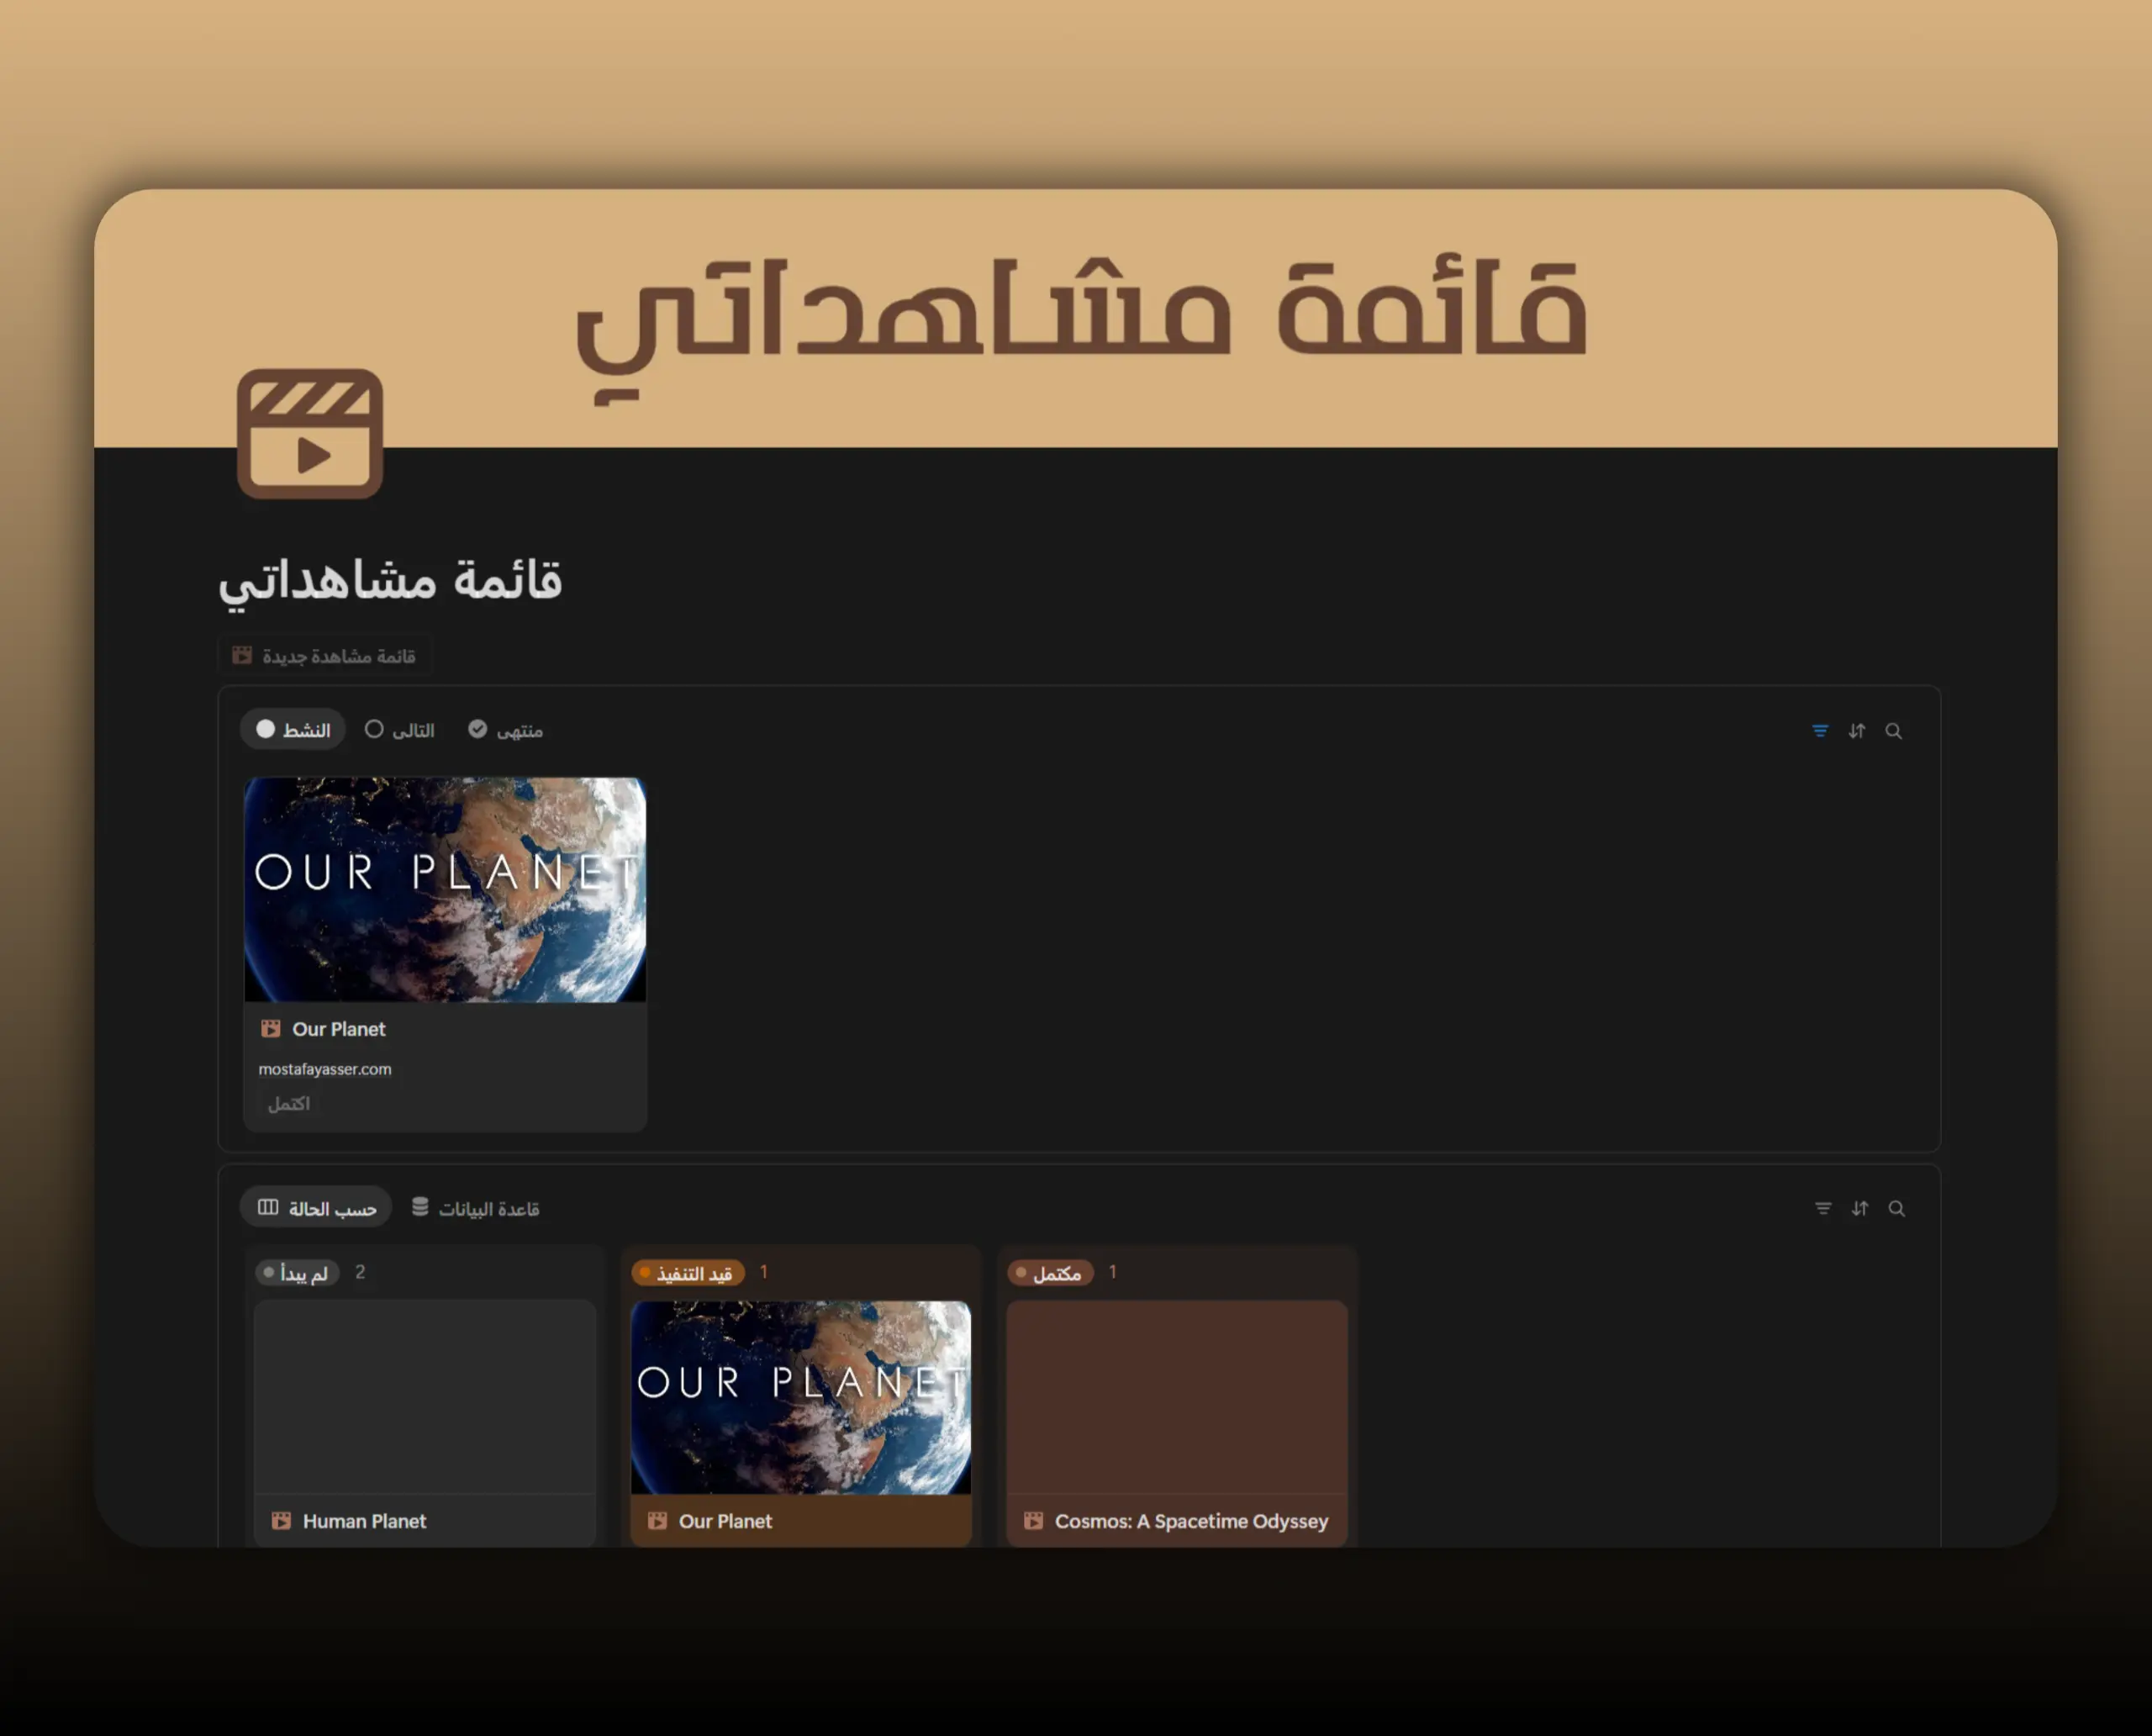 قائمة مشاهداتي
قائمة مشاهداتي
قائمة مشاهدة جديدة
النشط التالى منتهى
OUR PLANET
Our Planet
mostafayasser.com
اكتمل
حسب الحالة قاعدة البيانات
لم يبدأ 2 قيد التنفيذ 1 مكتمل 1
OUR PLANET
Human Planet Our Planet Cosmos: A Spacetime Odyssey